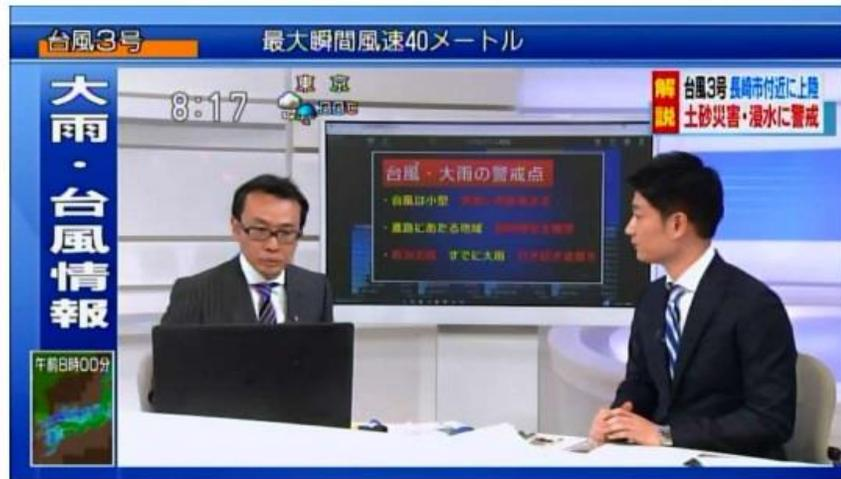 台風3号
最大瞬間風速40メートル
大雨・台風情報
8:17
東京
解説
台風3号 長崎市付近に上陸
土砂災害・浸水に警戒
台風・大雨の警戒点
・台風は小型
・進路にあたる地域
すでに大雨
午前8時00分